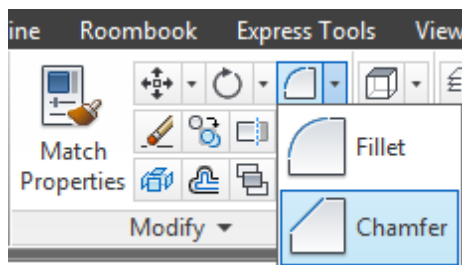 ine Roombook Express Tools View
Match
Properties
Fillet
Chamfer
Modify